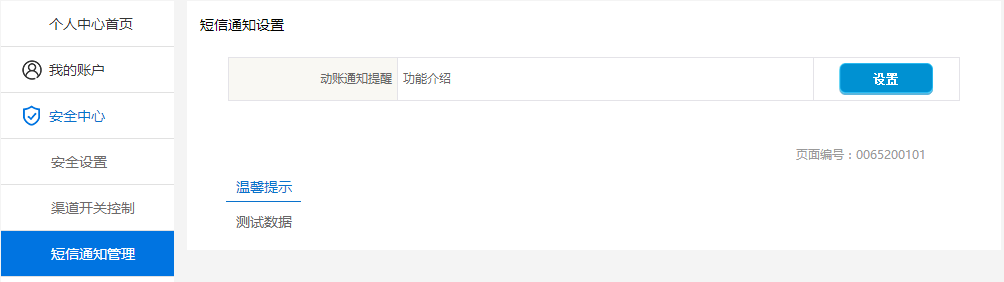 个人中心首页
我的账户
安全中心
安全设置
渠道开关控制
短信通知管理
短信通知设置
动账通知提醒 功能介绍 设置
页面编号：0065200101
温馨提示
测试数据